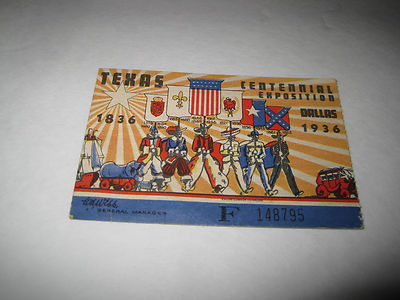 TEXAS
CENTENNIAL
EXPOSITION
1836
DALLAS
1936
GENERAL MANAGER
F 148795